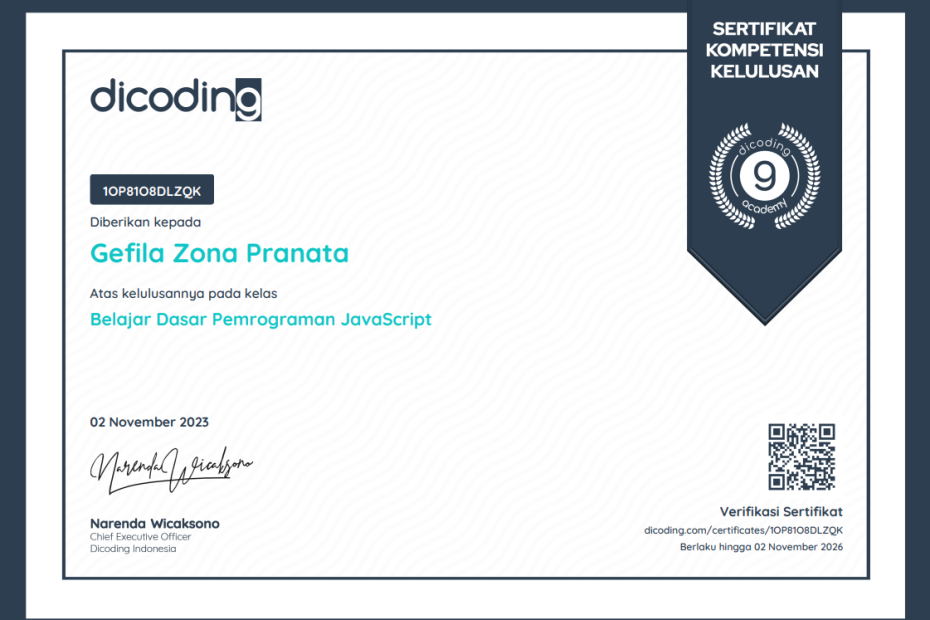 SERTIFIKAT
KOMPETENSI
KELULUSAN
dicoding
dicoding
9
academy
1OP81O8DLZQK
Diberikan kepada
Gefila Zona Pranata
Atas kelulusannya pada kelas
Belajar Dasar Pemrograman JavaScript
02 November 2023
Narenda Wicaksono
Narenda Wicaksono
Chief Executive Officer
Dicoding Indonesia
Verifikasi Sertifikat
dicoding.com/certificates/1OP81O8DLZQK
Berlaku hingga 02 November 2026